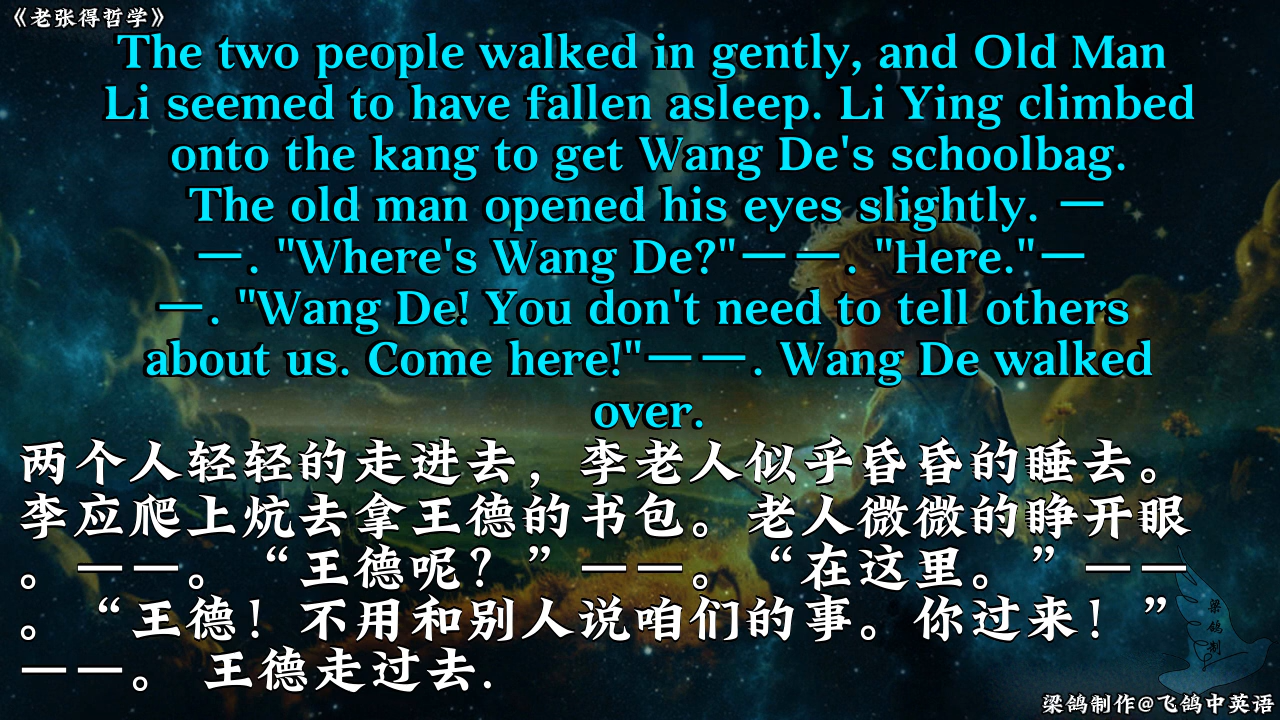 《老张得哲学》
The two people walked in gently, and Old Man
Li seemed to have fallen asleep. Li Ying climbed
onto the kang to get Wang De's schoolbag.
The old man opened his eyes slightly. —
—. "Where's Wang De?"——. "Here."—
—. "Wang De! You don't need to tell others
about us. Come here!"——. Wang De walked
over.
两个人轻轻的走进去，李老人似乎昏昏的睡去。
李应爬上炕去拿王德的书包。老人微微的睁开眼
。——。“王德呢？”——。“在这里。”——
。“王德！不用和别人说咱们的事。你过来！”
——。 王德走过去.
梁鸽制
梁鸽制作@飞鸽中英语